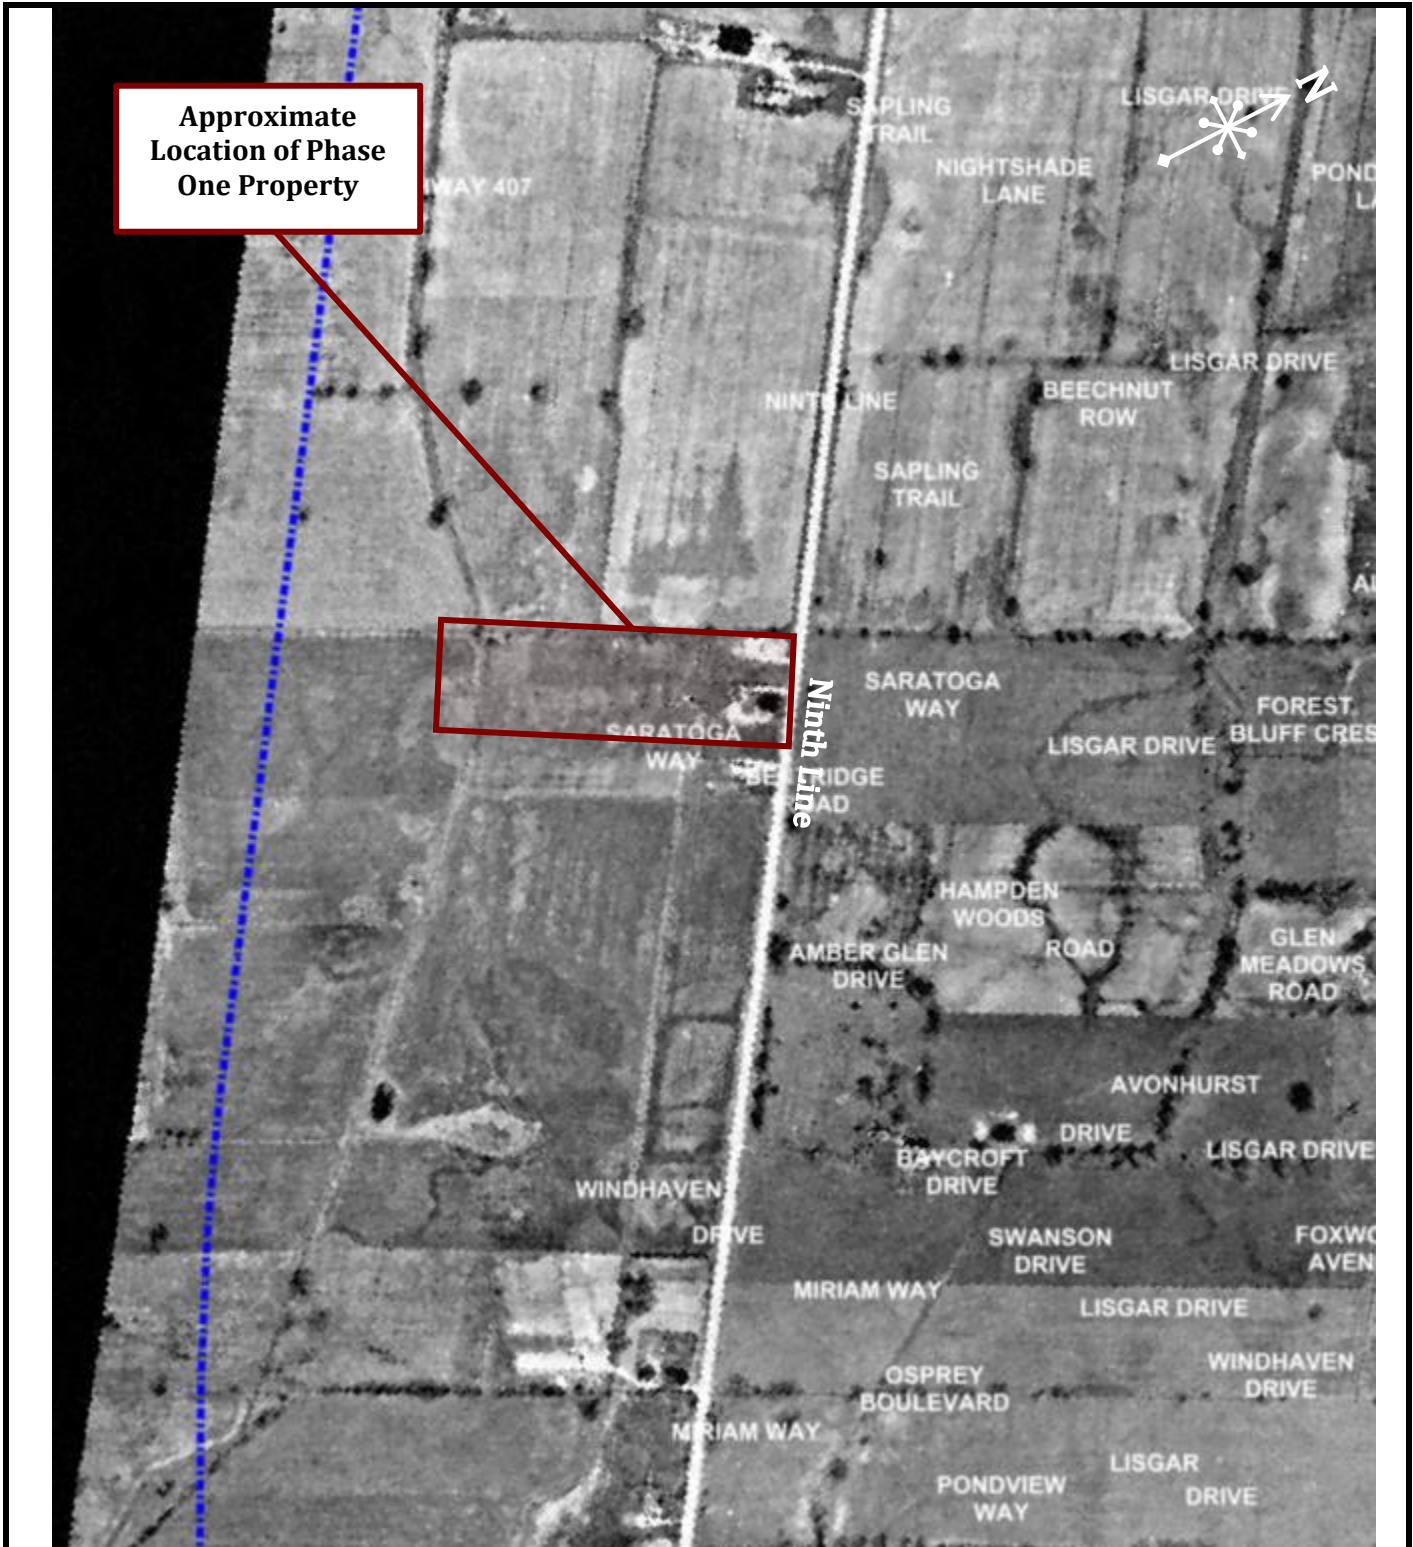 Approximate
Location of Phase
One Property
N
SAPLING
TRAIL
LISGAR DRIVE
NIGHTSHADE
LANE
POND
LA
WAY 407
LISGAR DRIVE
BEECHNUT
ROW
NINTH LINE
SAPLING
TRAIL
SARATOGA
WAY
FOREST
BLUFF CRES
LISGAR DRIVE
SARATOGA
WAY
Ninth Line
HAMPDEN
WOODS
ROAD
AMBER GLEN
DRIVE
GLEN
MEADOWS
ROAD
AVONHURST
DRIVE
LISGAR DRIVE
BAYCROFT
DRIVE
WINDHAVEN
DRIVE
SWANSON
DRIVE
FOXWO
AVEN
MIRIAM WAY
LISGAR DRIVE
WINDHAVEN
DRIVE
OSPREY
BOULEVARD
MIRIAM WAY
LISGAR
DRIVE
PONDVIEW
WAY